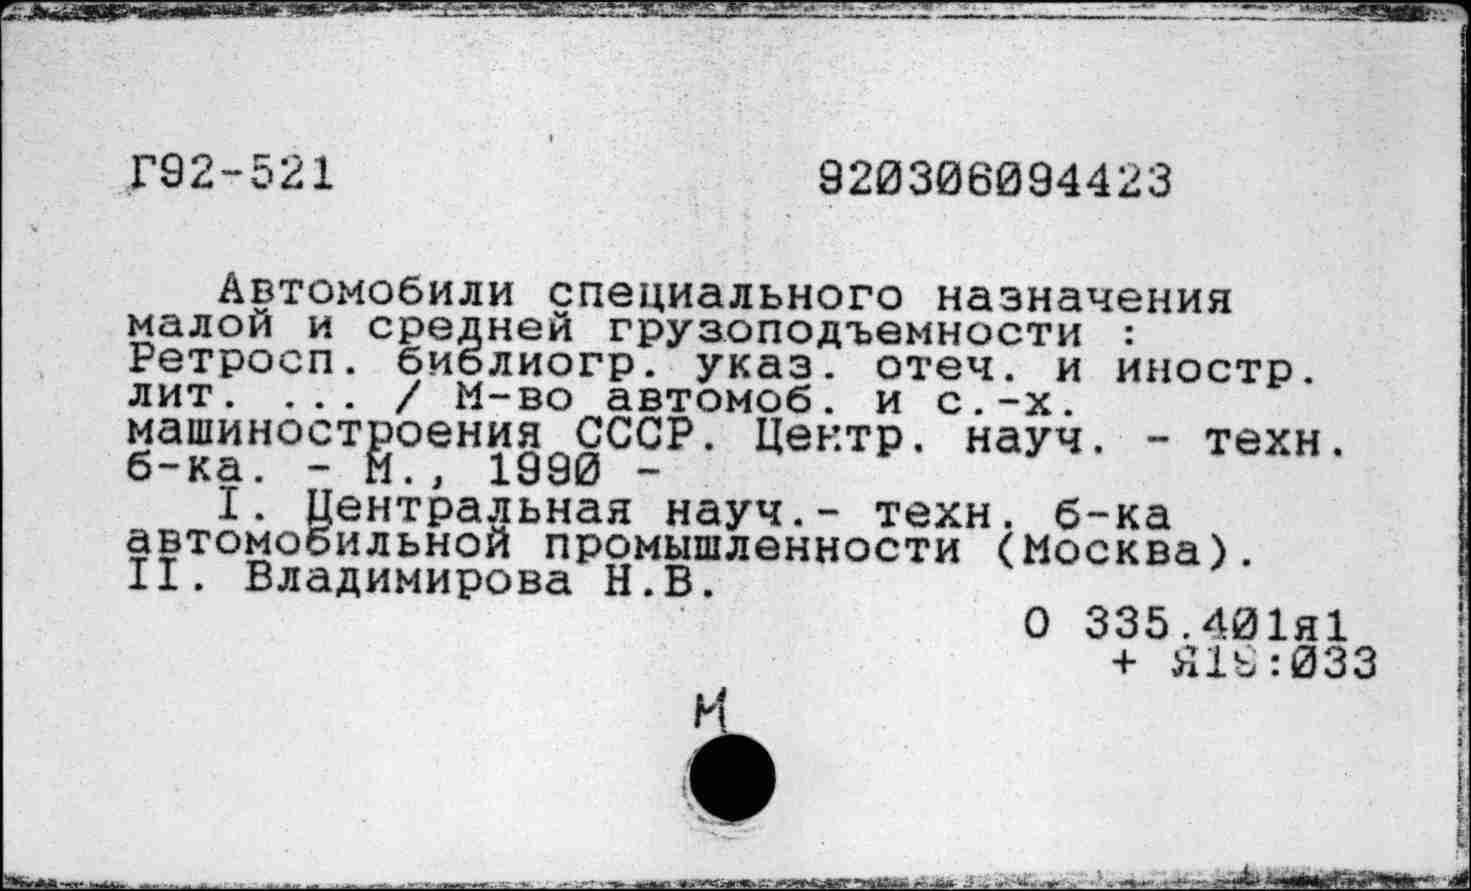 Г92-521 920306094423
Автомобили специального назначения
малой и средней грузоподъемности :
Ретросп. библиогр. указ. отеч. и иностр.
лит. ... / М-во автомоб. и с.-х.
машиностроения СССР. Центр. науч. - техн.
б-ка. - М., 1990 -
I. Центральная науч.- техн. б-ка
автомобильной промышленности (Москва).
II. Владимирова Н.В.
О 335.401я1
+ Я18:033
И